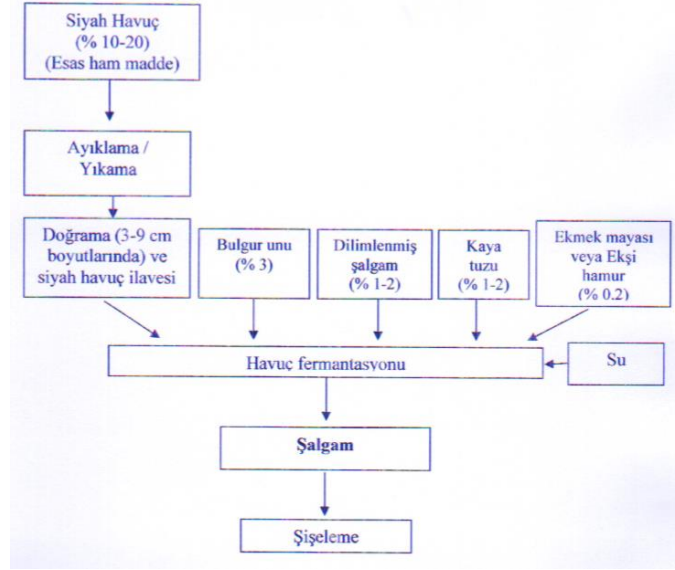 Siyah Havuç
(% 10-20)
(Esas ham madde)
Ayıklama /
Yıkama
Doğrama (3-9 cm
boyutlarında) ve
siyah havuç ilavesi
Bulgur unu
(% 3)
Dilimlenmiş
şalgam
(% 1-2)
Kaya
tuzu
(% 1-2)
Ekmek mayası
veya Ekşi
hamur
(% 0.2)
Havuç fermantasyonu
Su
Şalgam
Şişeleme